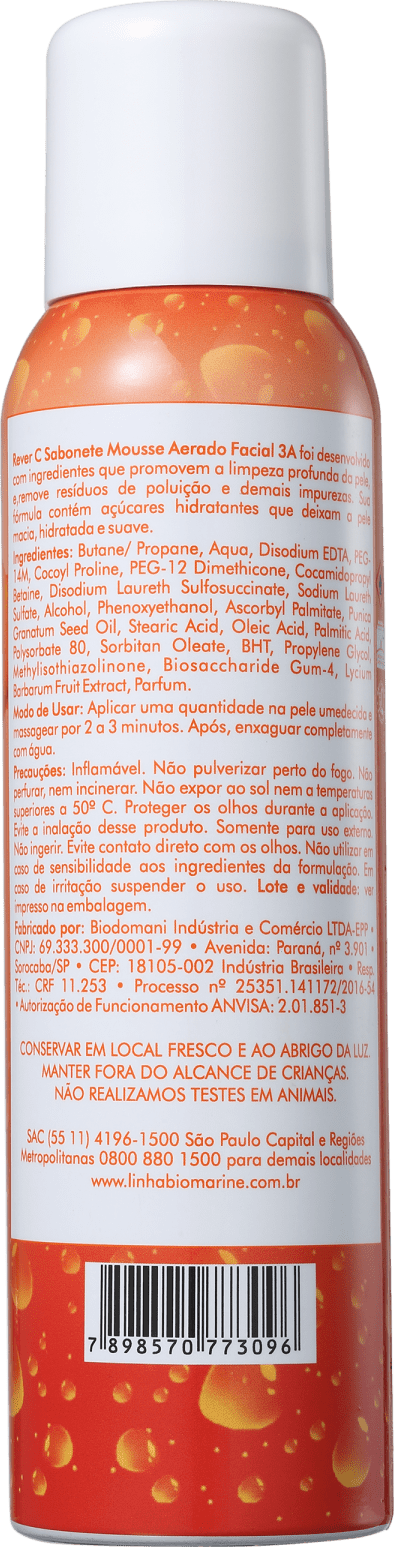 Rever C Sabonete Mousse Aerado Facial 3A foi desenvolvido
com ingredientes que promovem a limpeza profunda da pele,
e,remove resíduos de poluição e demais impurezas. Sua
fórmula contém açúcares hidratantes que deixam a pele
macia, hidratada e suave.
Ingredientes: Butane/ Propane, Aqua, Disodium EDTA, PEG-
14M, Cocoyl Proline, PEG-12 Dimethicone, Cocamidopropyl
Betaine, Disodium Laureth Sulfosuccinate, Sodium Laureth
Sulfate, Alcohol, Phenoxyethanol, Ascorbyl Palmitate, Punica
Granatum Seed Oil, Stearic Acid, Oleic Acid, Palmitic Acid,
Polysorbate 80, Sorbitan Oleate, BHT, Propylene Glycol,
Methylisothiazolinone, Biosaccharide Gum-4, Lycium
Barbarum Fruit Extract, Parfum.
Modo de Usar: Aplicar uma quantidade na pele umedecida e
massagear por 2 a 3 minutos. Após, enxaguar completamente
com água.
Precauções: Inflamável. Não pulverizar perto do fogo. Não
perfurar, nem incinerar. Não expor ao sol nem a temperaturas
superiores a 50º C. Proteger os olhos durante a aplicação.
Evite a inalação desse produto. Somente para uso externo.
Não ingerir. Evite contato direto com os olhos. Não utilizar em
caso de sensibilidade aos ingredientes da formulação. Em
caso de irritação suspender o uso. Lote e validade: ver
impresso na embalagem.
Fabricado por: Biodomani Indústria e Comércio LTDA-EPP •
CNPJ: 69.333.300/0001-99 • Avenida: Paraná, nº 3.901 •
Sorocaba/SP • CEP: 18105-002 Indústria Brasileira • Resp.
Téc.: CRF 11.253 • Processo nº 25351.141172/2016-54
• Autorização de Funcionamento ANVISA: 2.01.851-3
CONSERVAR EM LOCAL FRESCO E AO ABRIGO DA LUZ.
MANTER FORA DO ALCANCE DE CRIANÇAS.
NÃO REALIZAMOS TESTES EM ANIMAIS.
SAC (55 11) 4196-1500 São Paulo Capital e Regiões
Metropolitanas 0800 880 1500 para demais localidades
www.linhabiomarine.com.br
7 898570 773096